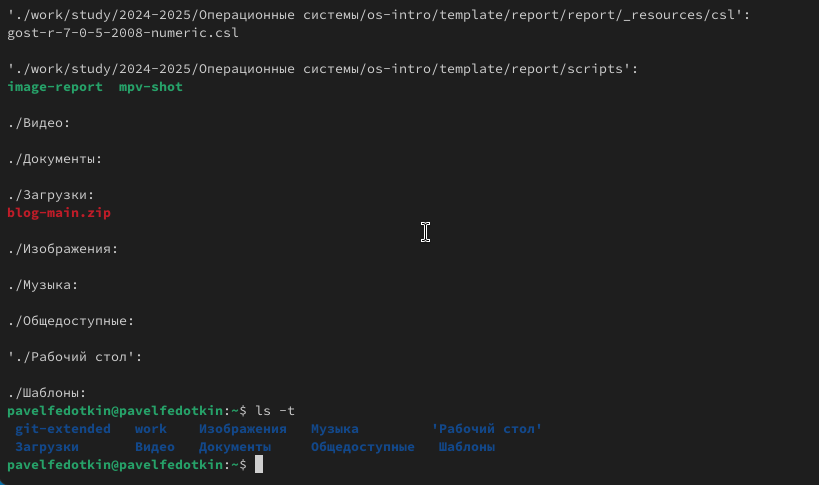 './work/study/2024-2025/Операционные системы/os-intro/template/report/report/_resources/csl':
gost-r-7-0-5-2008-numeric.csl
'./work/study/2024-2025/Операционные системы/os-intro/template/report/scripts':
image-report  mpv-shot
./Видео:
./Документы:
./Загрузки:
blog-main.zip
./Изображения:
./Музыка:
./Общедоступные:
'./Рабочий стол':
./Шаблоны:
pavelfedotkin@pavelfedotkin:~$ ls -t
git-extended   work    Изображения   Музыка         'Рабочий стол'
Загрузки       Видео   Документы     Общедоступные   Шаблоны
pavelfedotkin@pavelfedotkin:~$